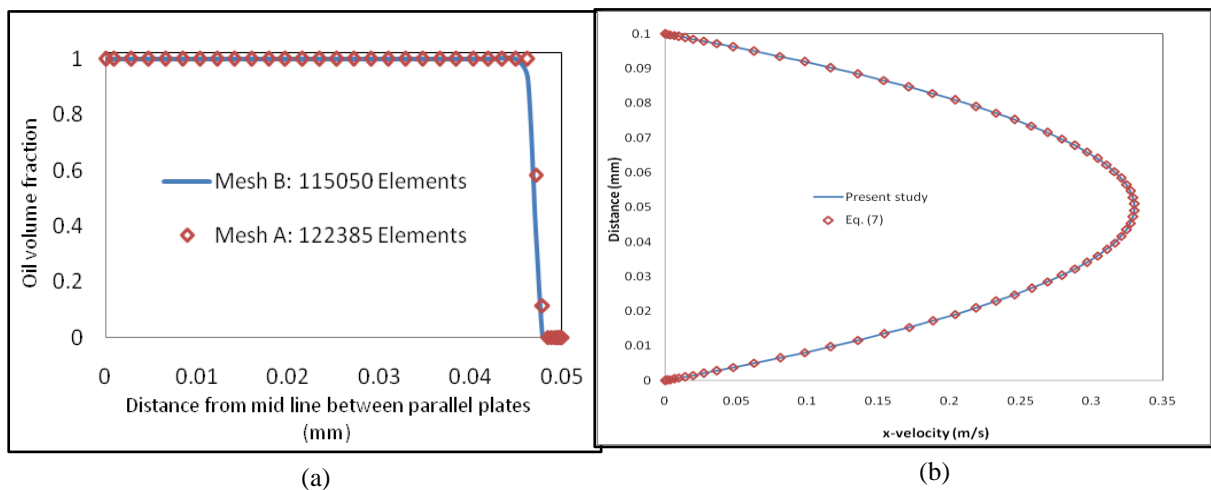 1
0.8
0.6
0.4
0.2
0
Oil volume fraction
Mesh B: 115050 Elements
Mesh A: 122385 Elements
0 0.01 0.02 0.03 0.04 0.05
Distance from mid line between parallel plates
(mm)
(a)
0.1
0.09
0.08
0.07
0.06
0.05
0.04
0.03
0.02
0.01
0
Distance (mm)
Present study
Eq. (7)
0 0.05 0.1 0.15 0.2 0.25 0.3 0.35
x-velocity (m/s)
(b)